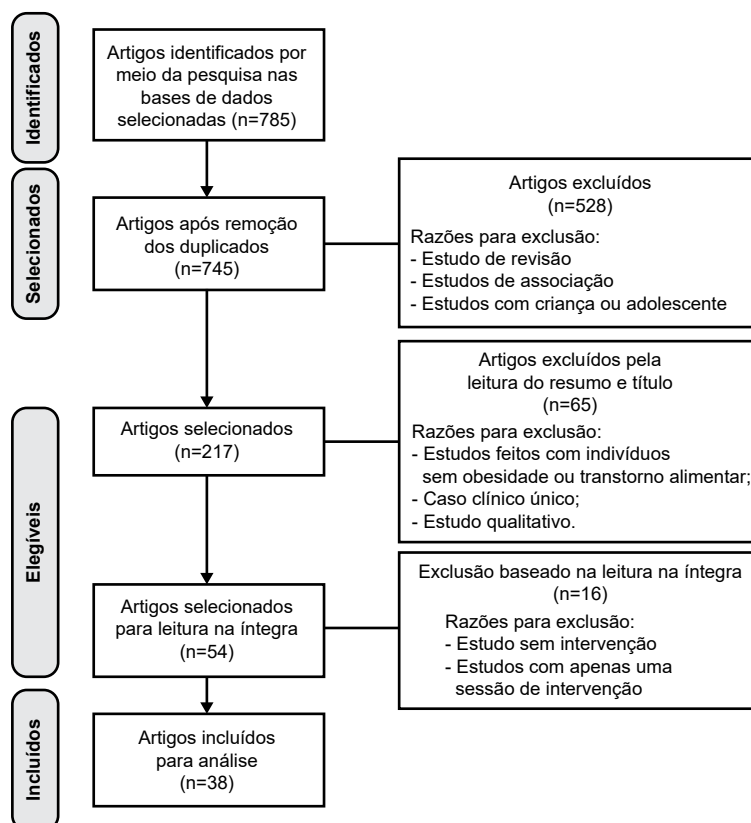 Identificados
Artigos identificados por
meio da pesquisa nas
bases de dados
selecionadas (n=785)
Selecionados
Artigos após remoção
dos duplicados
(n=745)
Artigos excluídos
(n=528)
Razões para exclusão:
- Estudo de revisão
- Estudos de associação
- Estudos com criança ou adolescente
Elegíveis
Artigos selecionados
(n=217)
Artigos excluídos pela
leitura do resumo e título
(n=65)
Razões para exclusão:
- Estudos feitos com indivíduos
sem obesidade ou transtorno alimentar;
- Caso clínico único;
- Estudo qualitativo.
Artigos selecionados
para leitura na íntegra
(n=54)
Exclusão baseado na leitura na íntegra
(n=16)
Razões para exclusão:
- Estudo sem intervenção
- Estudos com apenas uma
sessão de intervenção
Incluídos
Artigos incluídos
para análise
(n=38)